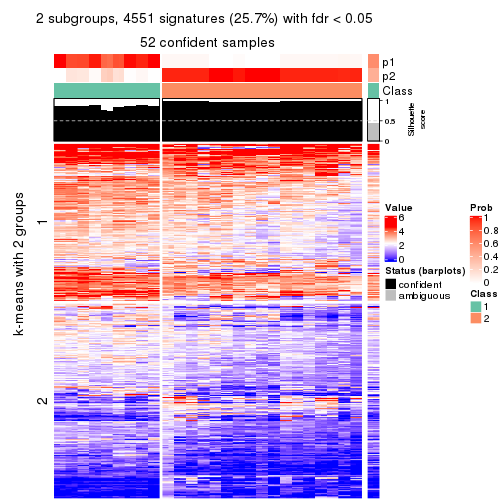 2 subgroups, 4551 signatures (25.7%) with fdr < 0.05
52 confident samples
p1
p2
Class
1
0.5
0
Silhouette
score
k-means with 2 groups
1
2
Value
6
4
2
0
Status (barplots)
confident
ambiguous
Prob
1
0.8
0.6
0.4
0.2
0
Class
1
2